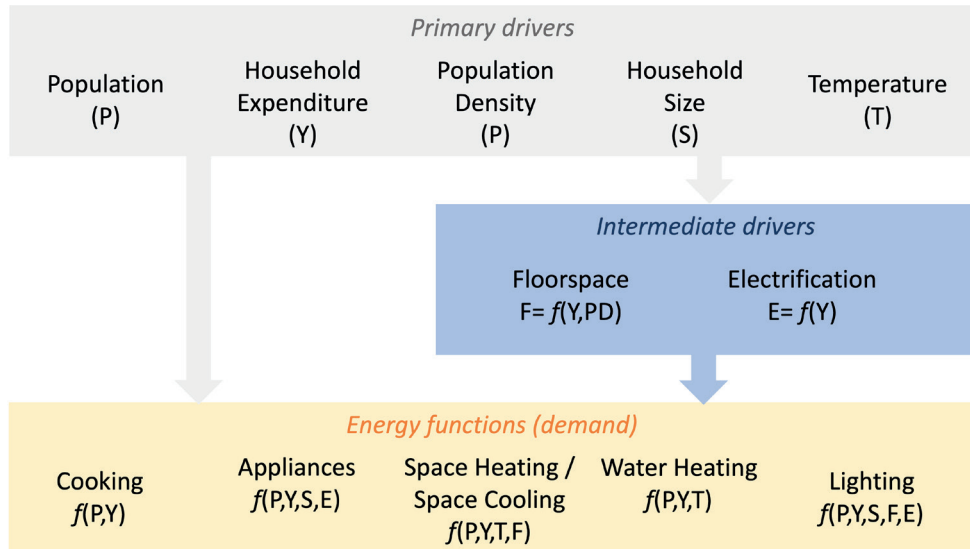 Primary drivers
Population
(P)
Household
Expenditure
(Y)
Population
Density
(P)
Household
Size
(S)
Temperature
(T)
Intermediate drivers
Floorspace
F= f(Y,PD)
Electrification
E= f(Y)
Energy functions (demand)
Cooking
f(P,Y)
Appliances
f(P,Y,S,E)
Space Heating /
Space Cooling
f(P,Y,T,F)
Water Heating
f(P,Y,T)
Lighting
f(P,Y,S,F,E)